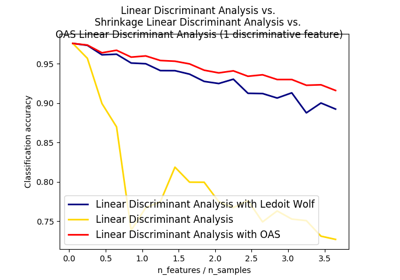 Linear Discriminant Analysis vs.
Shrinkage Linear Discriminant Analysis vs.
OAS Linear Discriminant Analysis (1 discriminative feature)
Classification accuracy
0.95
0.90
0.85
0.80
0.75
Linear Discriminant Analysis with Ledoit Wolf
Linear Discriminant Analysis
Linear Discriminant Analysis with OAS
0.0 0.5 1.0 1.5 2.0 2.5 3.0 3.5
n_features / n_samples